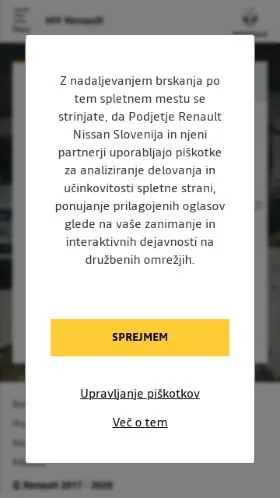 MY Renault
Z nadaljevanjem brskanja po
tem spletnem mestu se
strinjate, da Podjetje Renault
Nissan Slovenija in njeni
partnerji uporabljajo piškotke
za analiziranje delovanja in
učinkovitosti spletne strani,
ponujanje prilagojenih oglasov
glede na vaše zanimanje in
interaktivnih dejavnosti na
družbenih omrežjih.
SPREJMEM
Upravljanje piškotkov
Več o tem
© Renault 2017 - 2020